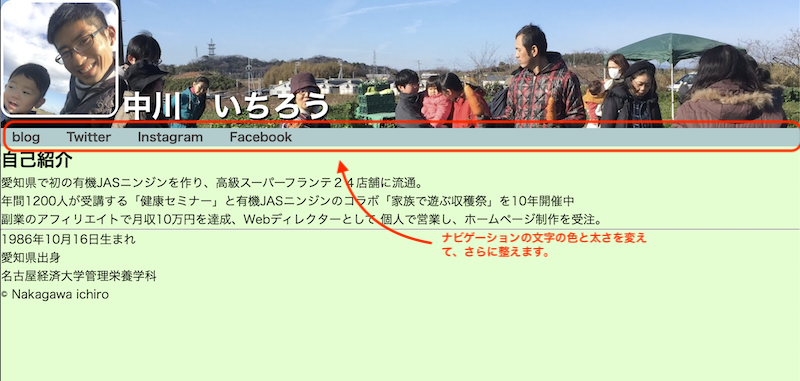 中川　いちろう
blog Twitter Instagram Facebook
自己紹介
愛知県で初の有機JASニンジンを作り、高級スーパーフランテ２４店舗に流通。
年間1200人が受講する「健康セミナー」と有機JASニンジンのコラボ「家族で遊ぶ収穫祭」を10年開催中
副業のアフィリエイトで月収10万円を達成、Webディレクターとして 個人で営業し、ホームページ制作を受注。
1986年10月16日生まれ
ナビゲーションの文字の色と太さを変え
て、さらに整えます。
愛知県出身
名古屋経済大学管理栄養学科
© Nakagawa ichiro